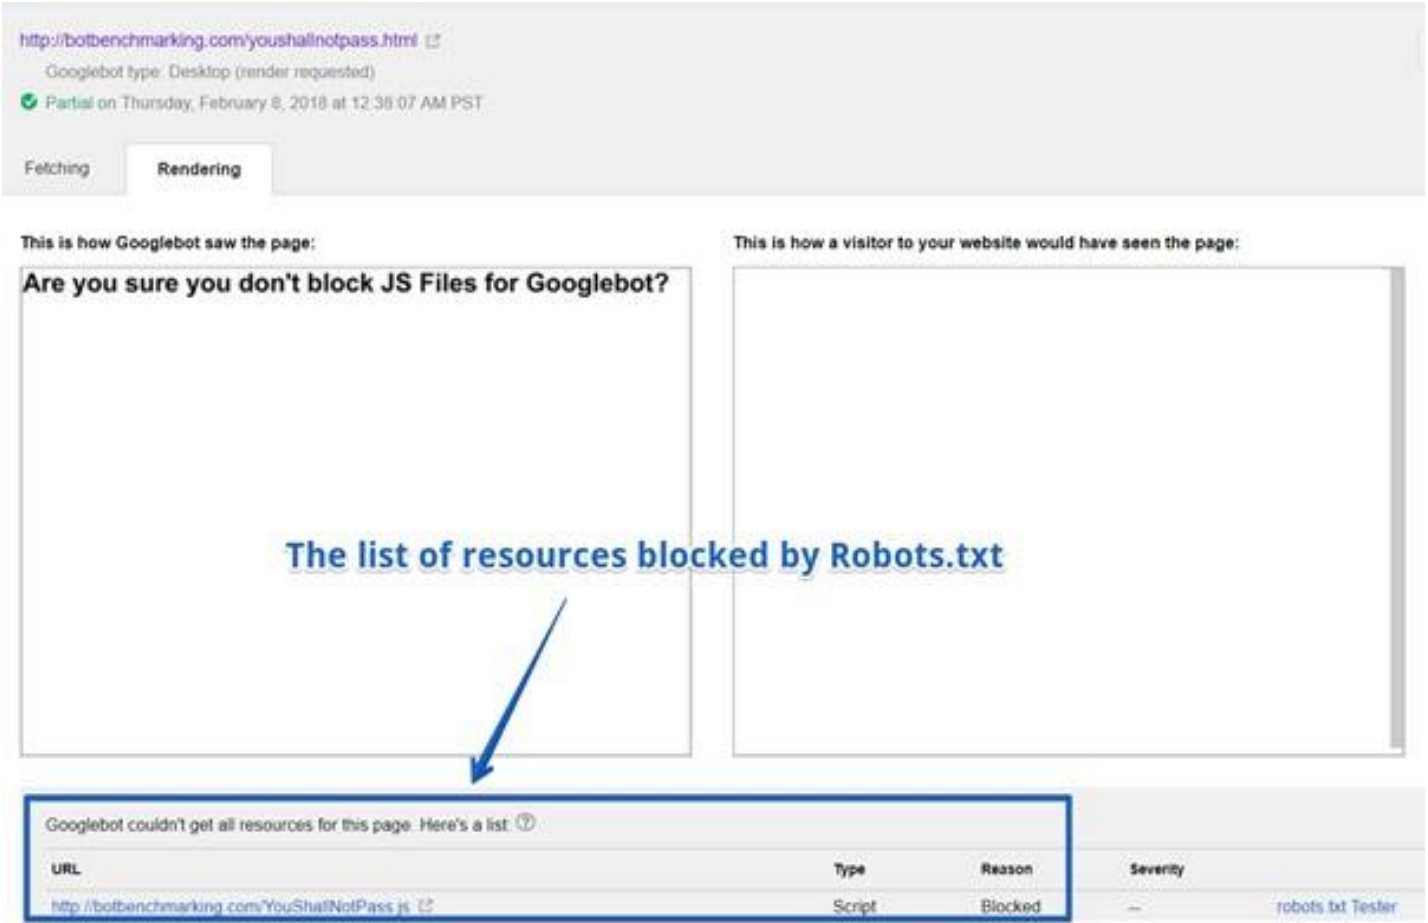 http://botbenchmarking.com/youshallnotpass.html
Googlebot type: Desktop (render requested)
Partial on Thursday, February 8, 2018 at 12:38:07 AM PST
Fetching Rendering
This is how Googlebot saw the page: This is how a visitor to your website would have seen the page:
Are you sure you don't block JS Files for Googlebot?
The list of resources blocked by Robots.txt
Googlebot couldn't get all resources for this page. Here's a list:
URL Type Reason Severity
http://botbenchmarking.com/YouShallNotPass.js Script Blocked -- robots.txt Tester